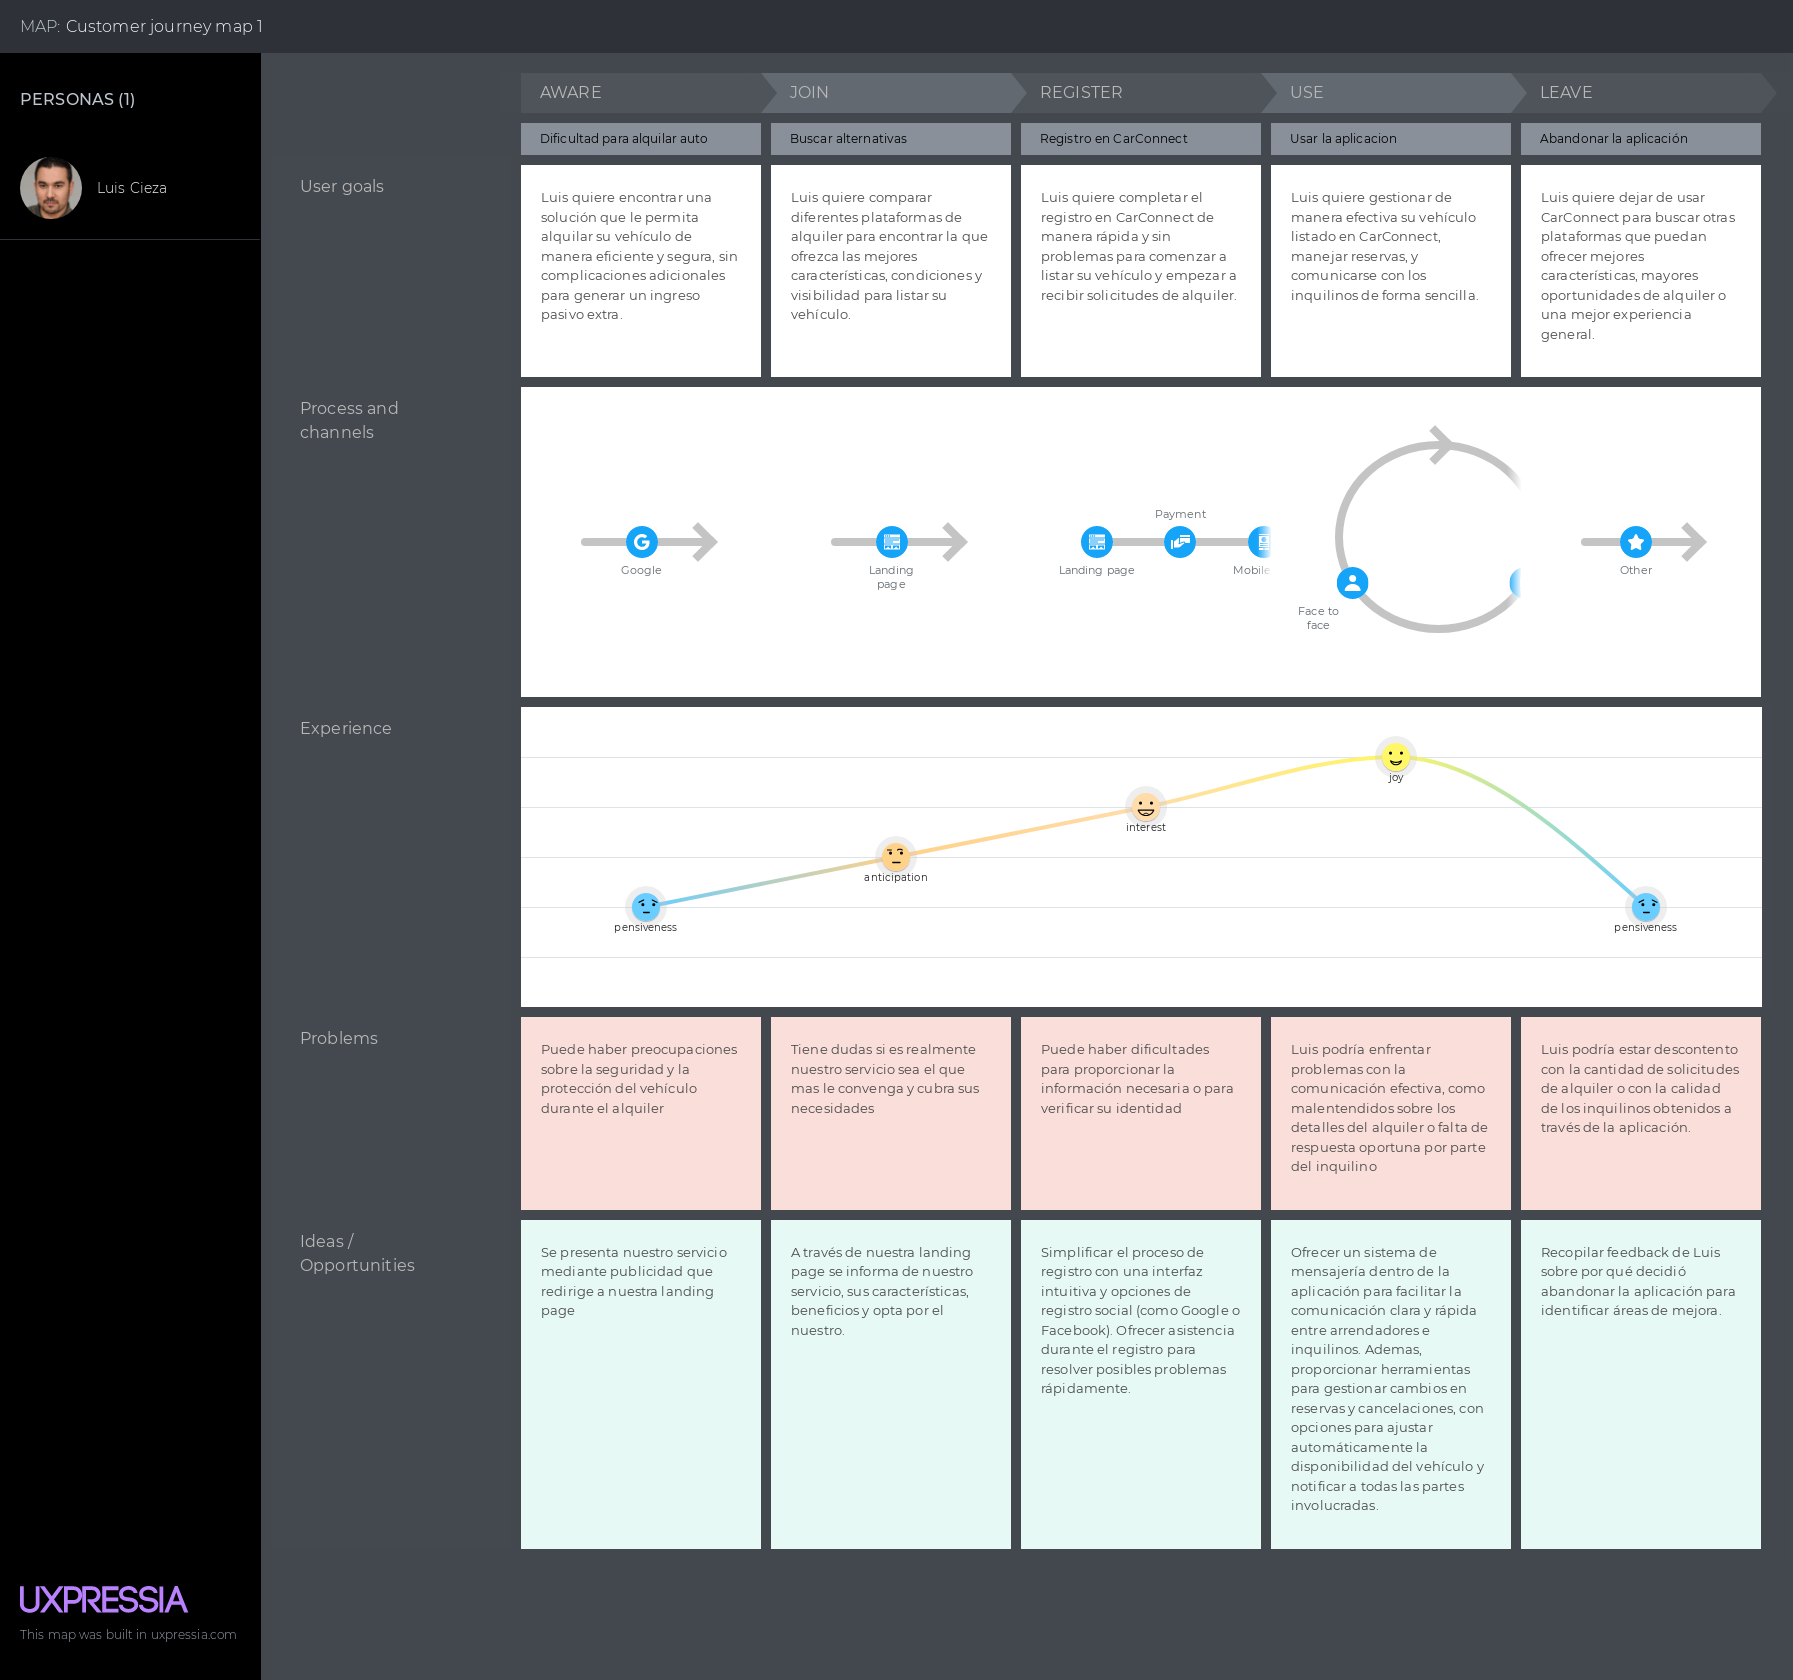 MAP: Customer journey map 1
PERSONAS (1)
Luis Cieza
AWARE
JOIN
REGISTER
USE
LEAVE
Dificultad para alquilar auto
Buscar alternativas
Registro en CarConnect
Usar la aplicacion
Abandonar la aplicación
User goals
Luis quiere encontrar una
solución que le permita
alquilar su vehículo de
manera eficiente y segura, sin
complicaciones adicionales
para generar un ingreso
pasivo extra.
Luis quiere comparar
diferentes plataformas de
alquiler para encontrar la que
ofrezca las mejores
características, condiciones y
visibilidad para listar su
vehículo.
Luis quiere completar el
registro en CarConnect de
manera rápida y sin
problemas para comenzar a
listar su vehículo y empezar a
recibir solicitudes de alquiler.
Luis quiere gestionar de
manera efectiva su vehículo
listado en CarConnect,
manejar reservas, y
comunicarse con los
inquilinos de forma sencilla.
Luis quiere dejar de usar
CarConnect para buscar otras
plataformas que puedan
ofrecer mejores
características, mayores
oportunidades de alquiler o
una mejor experiencia
general.
Process and
channels
Google
Landing
page
Landing page
Payment
Mobile
Face to
face
Other
Experience
pensiveness
anticipation
interest
joy
pensiveness
Problems
Puede haber preocupaciones
sobre la seguridad y la
protección del vehículo
durante el alquiler
Tiene dudas si es realmente
nuestro servicio sea el que
mas le convenga y cubra sus
necesidades
Puede haber dificultades
para proporcionar la
información necesaria o para
verificar su identidad
Luis podría enfrentar
problemas con la
comunicación efectiva, como
malentendidos sobre los
detalles del alquiler o falta de
respuesta oportuna por parte
del inquilino
Luis podría estar descontento
con la cantidad de solicitudes
de alquiler o con la calidad
de los inquilinos obtenidos a
través de la aplicación.
Ideas /
Opportunities
Se presenta nuestro servicio
mediante publicidad que
redirige a nuestra landing
page
A través de nuestra landing
page se informa de nuestro
servicio, sus características,
beneficios y opta por el
nuestro.
Simplificar el proceso de
registro con una interfaz
intuitiva y opciones de
registro social (como Google o
Facebook). Ofrecer asistencia
durante el registro para
resolver posibles problemas
rápidamente.
Ofrecer un sistema de
mensajería dentro de la
aplicación para facilitar la
comunicación clara y rápida
entre arrendadores e
inquilinos. Ademas,
proporcionar herramientas
para gestionar cambios en
reservas y cancelaciones, con
opciones para ajustar
automáticamente la
disponibilidad del vehículo y
notificar a todas las partes
involucradas.
Recopilar feedback de Luis
sobre por qué decidió
abandonar la aplicación para
identificar áreas de mejora.
UXPRESSIA
This map was built in uxpressia.com